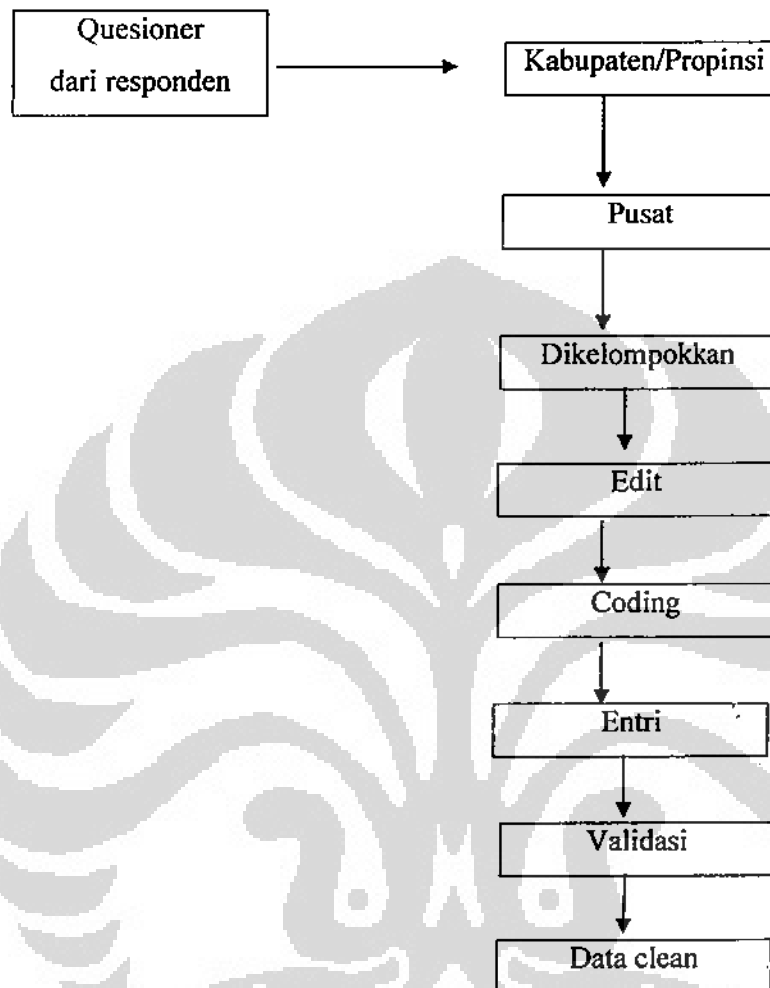 Quesioner
dari responden
Kabupaten/Propinsi
Pusat
Dikelompokkan
Edit
Coding
Entri
Validasi
Data clean